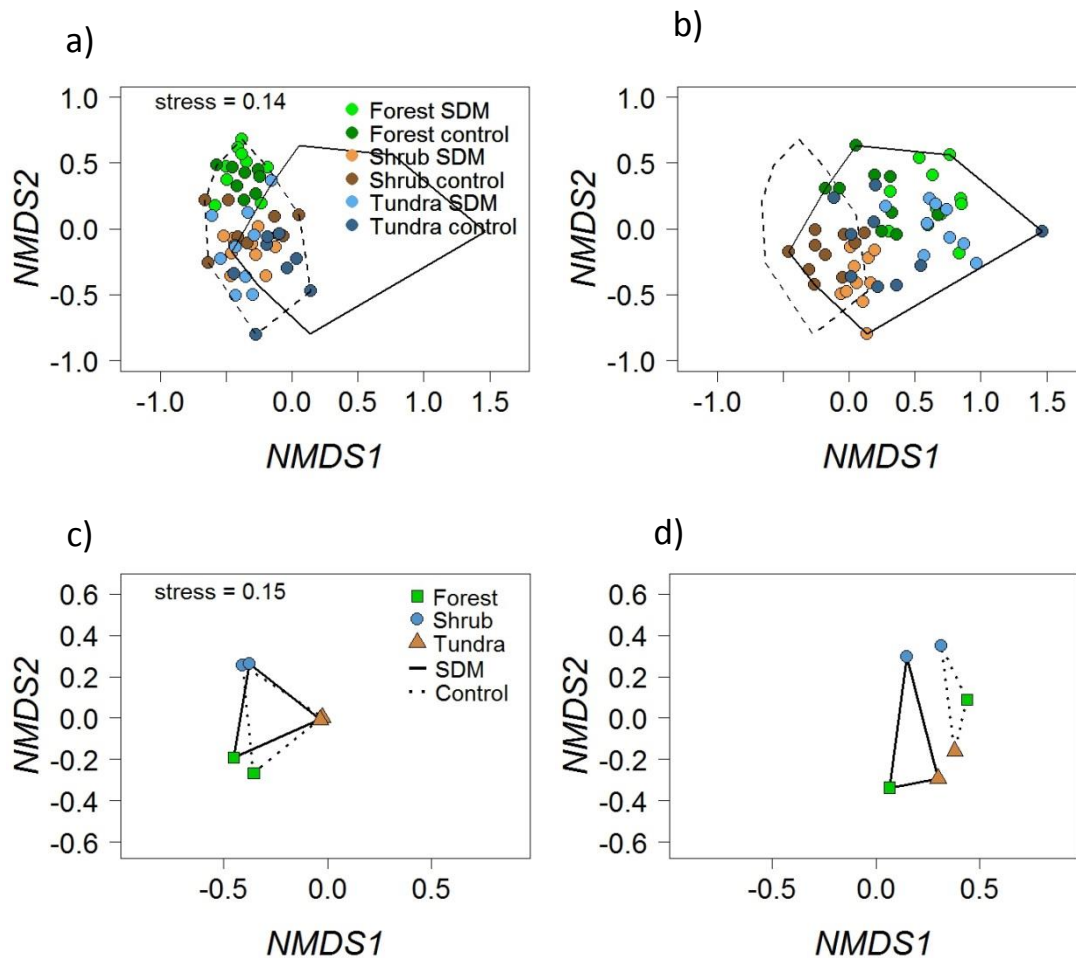 a)
stress = 0.14
Forest SDM
Forest control
Shrub SDM
Shrub control
Tundra SDM
Tundra control
1.0
0.5
0.0
-0.5
-1.0
NMDS2
-1.0
0.0
0.5
1.0
1.5
NMDS1
b)
1.0
0.5
0.0
-0.5
-1.0
NMDS2
-1.0
0.0
0.5
1.0
1.5
NMDS1
c)
stress = 0.15
Forest
Shrub
Tundra
SDM
Control
0.6
0.4
0.2
0.0
-0.2
-0.4
-0.6
NMDS2
-0.5
0.0
0.5
NMDS1
d)
0.6
0.4
0.2
0.0
-0.2
-0.4
-0.6
NMDS2
-0.5
0.0
0.5
NMDS1